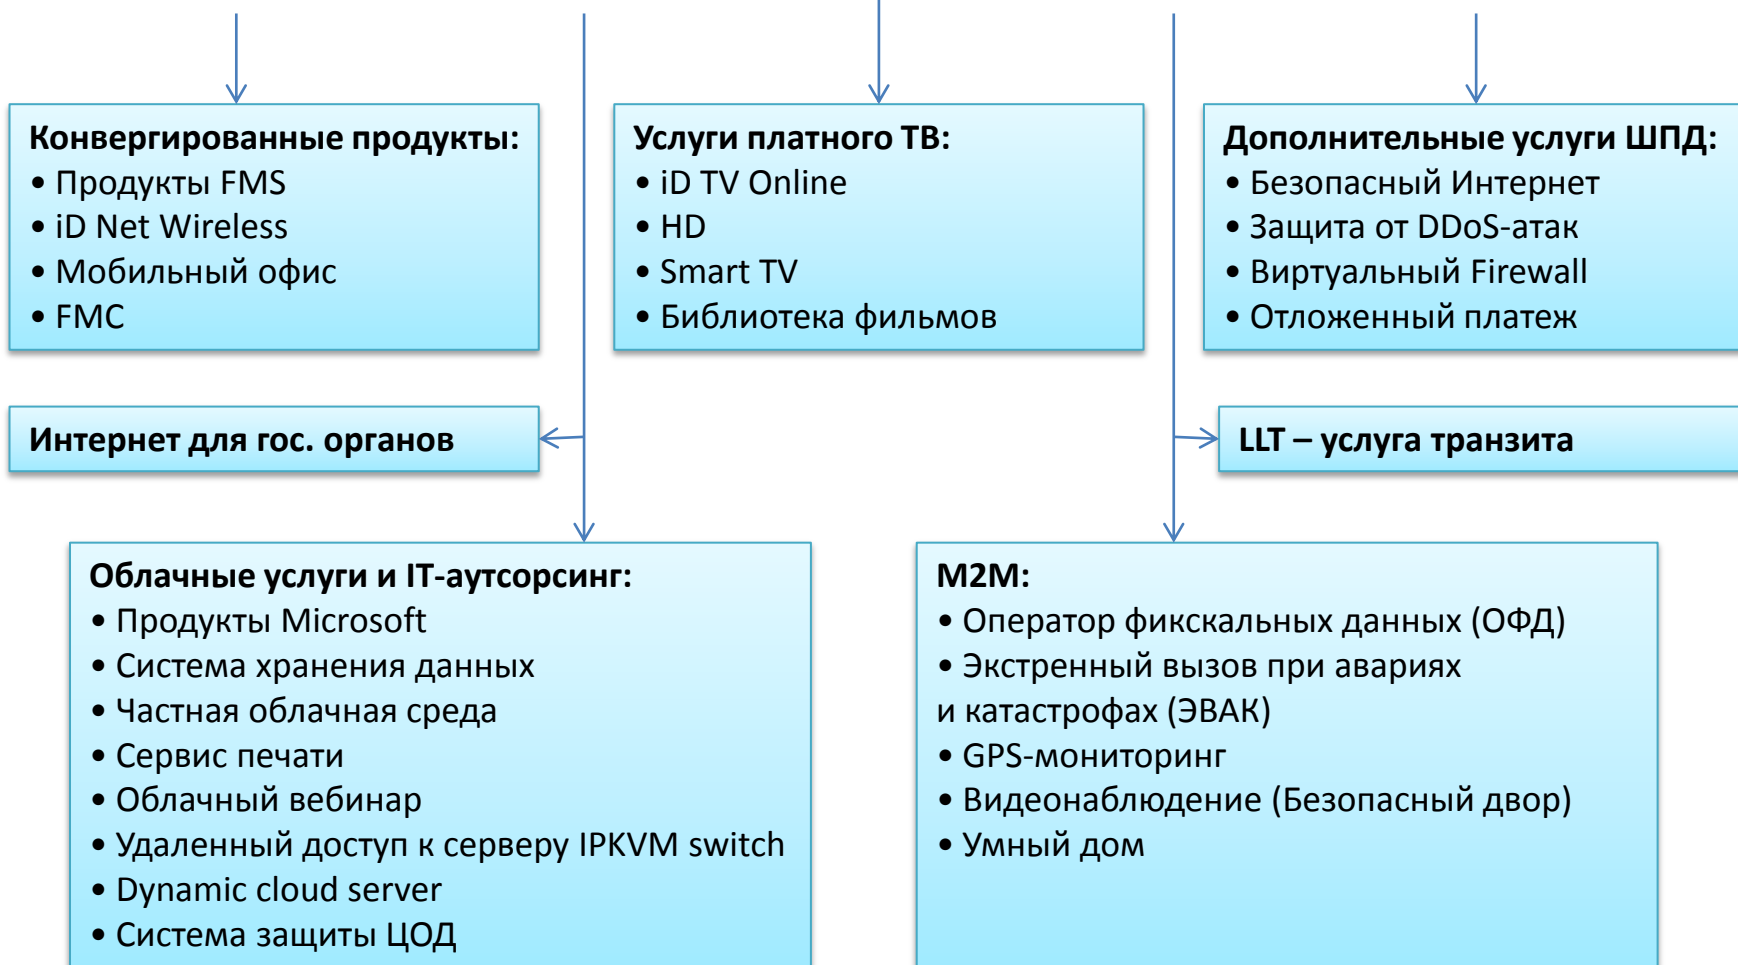 Конвергированные продукты:
• Продукты FMS
• iD Net Wireless
• Мобильный офис
• FMC
Услуги платного ТВ:
• iD TV Online
• HD
• Smart TV
• Библиотека фильмов
Дополнительные услуги ШПД:
• Безопасный Интернет
• Защита от DDoS-атак
• Виртуальный Firewall
• Отложенный платеж
Интернет для гос. органов
LLT – услуга транзита
Облачные услуги и IT-аутсорсинг:
• Продукты Microsoft
• Система хранения данных
• Частная облачная среда
• Сервис печати
• Облачный вебинар
• Удаленный доступ к серверу IPKVM switch
• Dynamic cloud server
• Система защиты ЦОД
M2M:
• Оператор фикскальных данных (ОФД)
• Экстренный вызов при авариях
и катастрофах (ЭВАК)
• GPS-мониторинг
• Видеонаблюдение (Безопасный двор)
• Умный дом